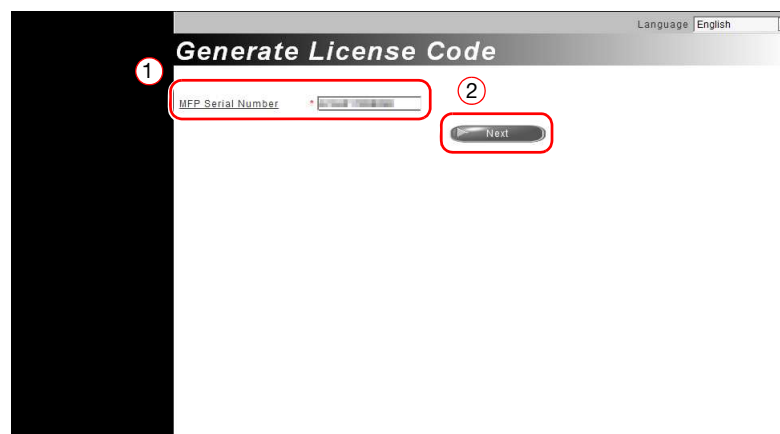 Language English
Generate License Code
1
MFP Serial Number *
2
Next